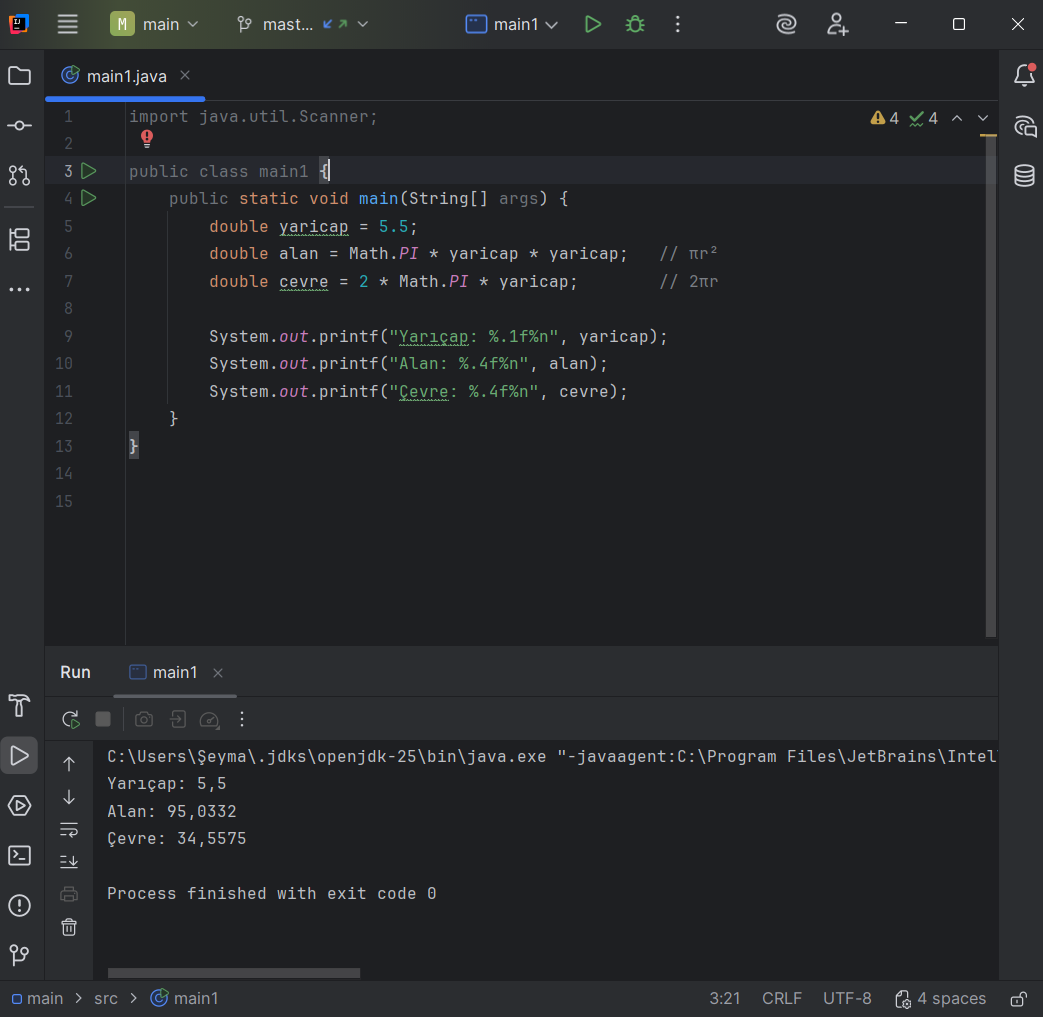 M main mast... main1
main1.java
1 import java.util.Scanner; 4 4
2
3 public class main1 {
4 public static void main(String[] args) {
5 double yaricap = 5.5;
6 double alan = Math.PI * yaricap * yaricap; // πr²
7 double cevre = 2 * Math.PI * yaricap; // 2πr
8
9 System.out.printf("Yarıçap: %.1f%n", yaricap);
10 System.out.printf("Alan: %.4f%n", alan);
11 System.out.printf("Çevre: %.4f%n", cevre);
12 }
13 }
14
15
Run main1
C:\Users\Şeyma\.jdks\openjdk-25\bin\java.exe "-javaagent:C:\Program Files\JetBrains\Intel
Yarıçap: 5,5
Alan: 95,0332
Çevre: 34,5575
Process finished with exit code 0
main > src > main1 3:21 CRLF UTF-8 4 spaces